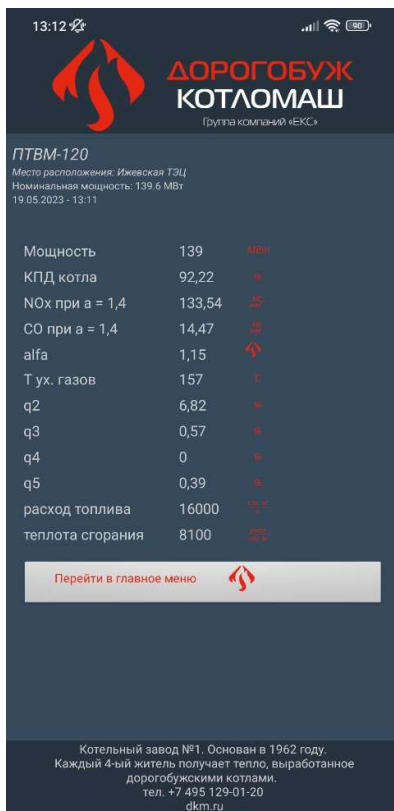 13:12
90
ДОРОГОБУЖ
КОТЛОМАШ
Группа компаний «ЕКС»
ПТВМ-120
Место расположения: Ижевская ТЭЦ
Номинальная мощность: 139.6 МВт
19.05.2023 - 13:11
Мощность 139 МВт
КПД котла 92,22 %
NOx при а = 1,4 133,54
CO при а = 1,4 14,47
alfa 1,15
Т ух. газов 157
q2 6,82 %
q3 0,57 %
q4 0 %
q5 0,39 %
расход топлива 16000
теплота сгорания 8100
Перейти в главное меню
Котельный завод №1. Основан в 1962 году.
Каждый 4-ый житель получает тепло, выработанное
дорогобужскими котлами.
тел. +7 495 129-01-20
dkm.ru